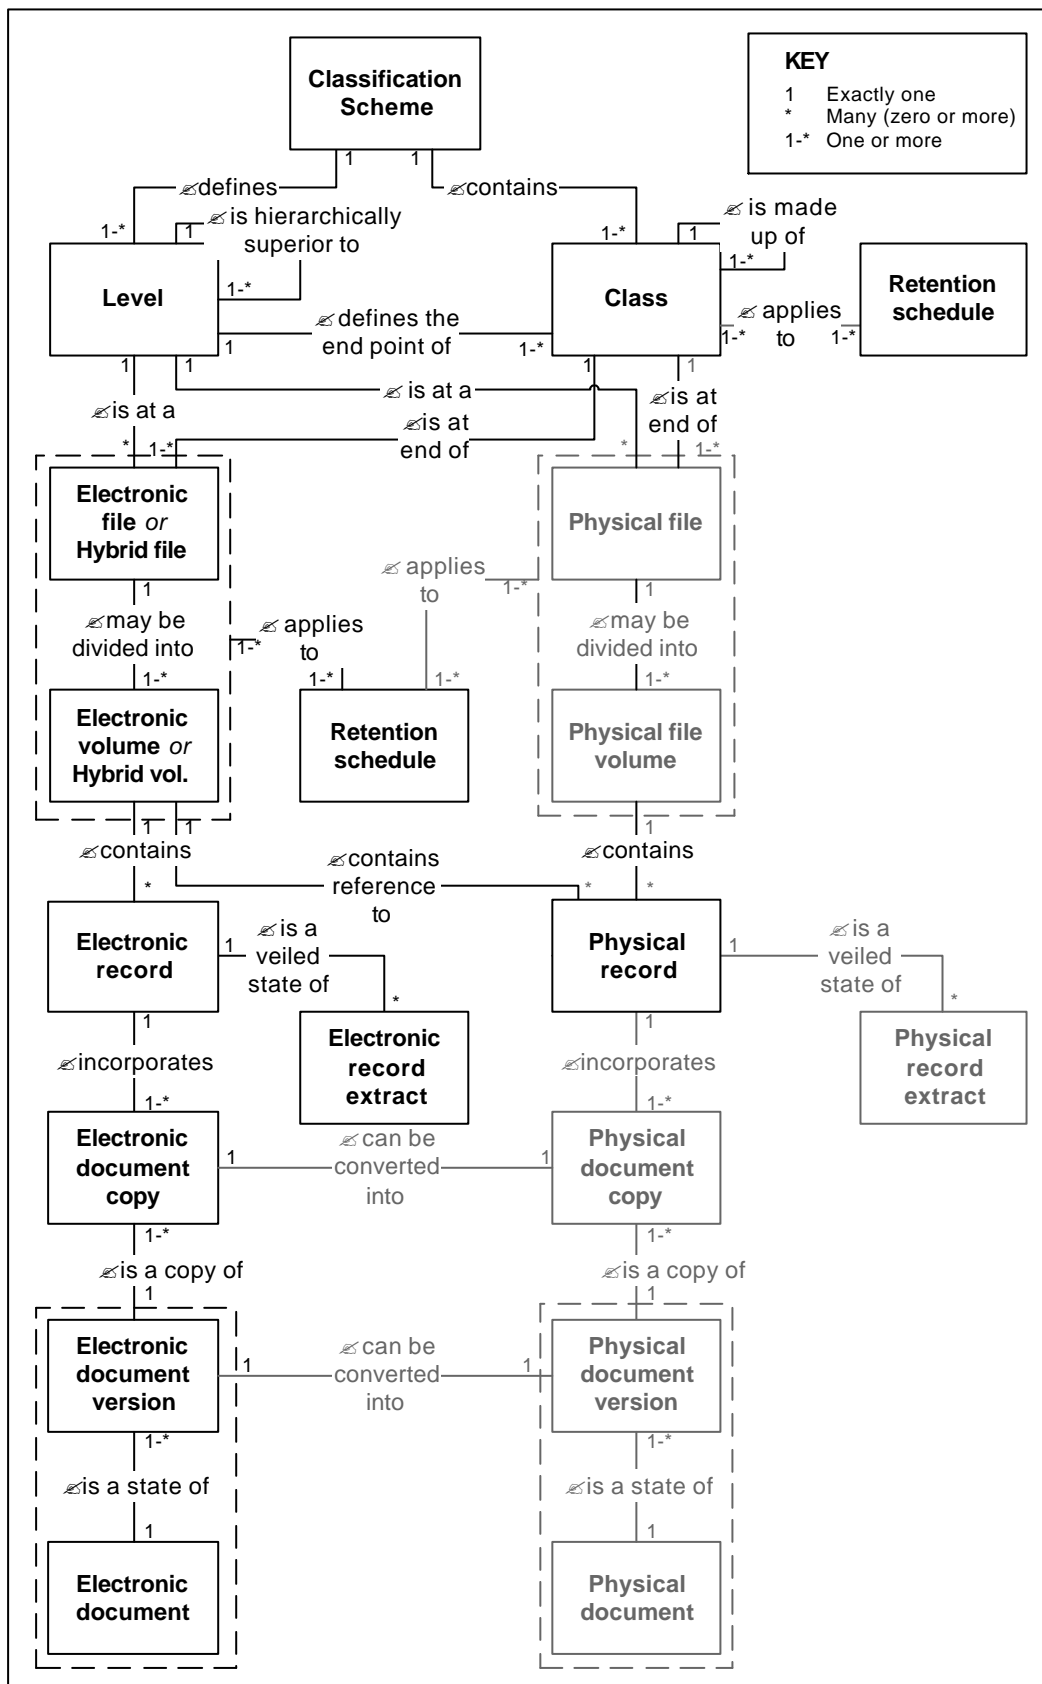 Classification
Scheme
KEY
1 Exactly one
* Many (zero or more)
1-* One or more
1
1
defines
contains
1-*
1
is hierarchically
superior to
1-*
1-*
1
is made
up of
1-*
Level
Class
Retention
schedule
1
defines the
end point of
1-*
1-*
applies
to
1-*
1
1
1
1
is at a
is at a
is at
end of
is at
end of
*
1-*
*
1-*
Electronic
file or
Hybrid file
Physical file
applies
to
1-*
1
1
may be
divided into
1-*
applies
to
may be
divided into
1-*
1-*
1-*
1-*
Electronic
volume or
Hybrid vol.
Retention
schedule
Physical file
volume
1
1
1
contains
contains
reference
to
contains
*
*
*
Electronic
record
1
is a
veiled
state of
*
Physical
record
1
is a
veiled
state of
*
1
Electronic
record
extract
1
Physical
record
extract
incorporates
incorporates
1-*
1-*
Electronic
document
copy
1
can be
converted
into
1
Physical
document
copy
1-*
1-*
is a copy of
is a copy of
1
1
Electronic
document
version
1
can be
converted
into
1
Physical
document
version
1-*
1-*
is a state of
is a state of
1
1
Electronic
document
Physical
document